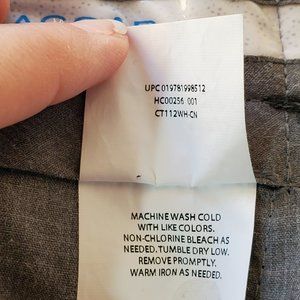 HAGGAR
UPC 019781998512
HC00256 001
CT112WH-CN
MACHINE WASH COLD
WITH LIKE COLORS.
NON-CHLORINE BLEACH AS
NEEDED. TUMBLE DRY LOW.
REMOVE PROMPTLY.
WARM IRON AS NEEDED.